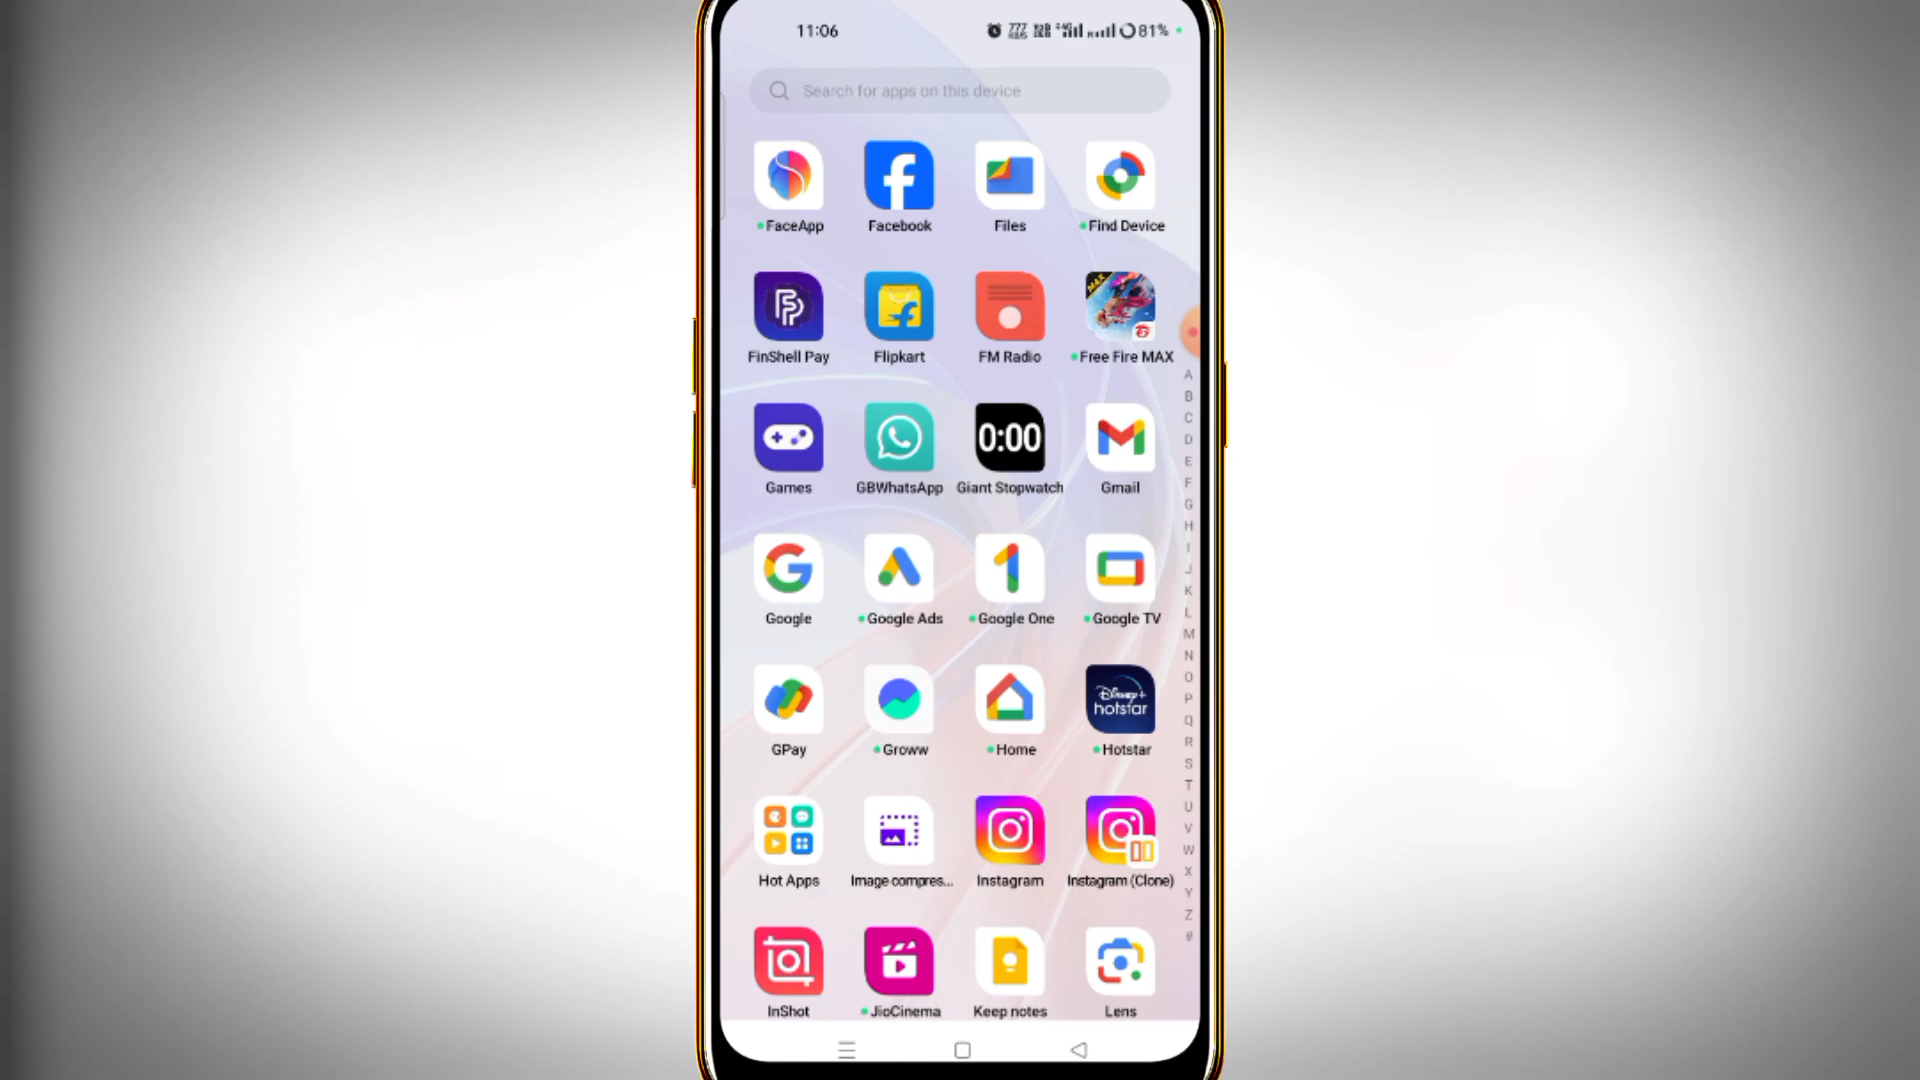 11:06
81%
Search for apps on this device
FaceApp Facebook Files Find Device
MAX
FinShell Pay Flipkart FM Radio Free Fire MAX
0:00
Games GBWhatsApp Giant Stopwatch Gmail
Google Google Ads Google One Google TV
Disney+
hotstar
GPay Groww Home Hotstar
Hot Apps Image compres... Instagram Instagram (Clone)
InShot JioCinema Keep notes Lens
A
B
C
D
E
F
G
H
I
J
K
L
M
N
O
P
Q
R
S
T
U
V
W
X
Y
Z
#